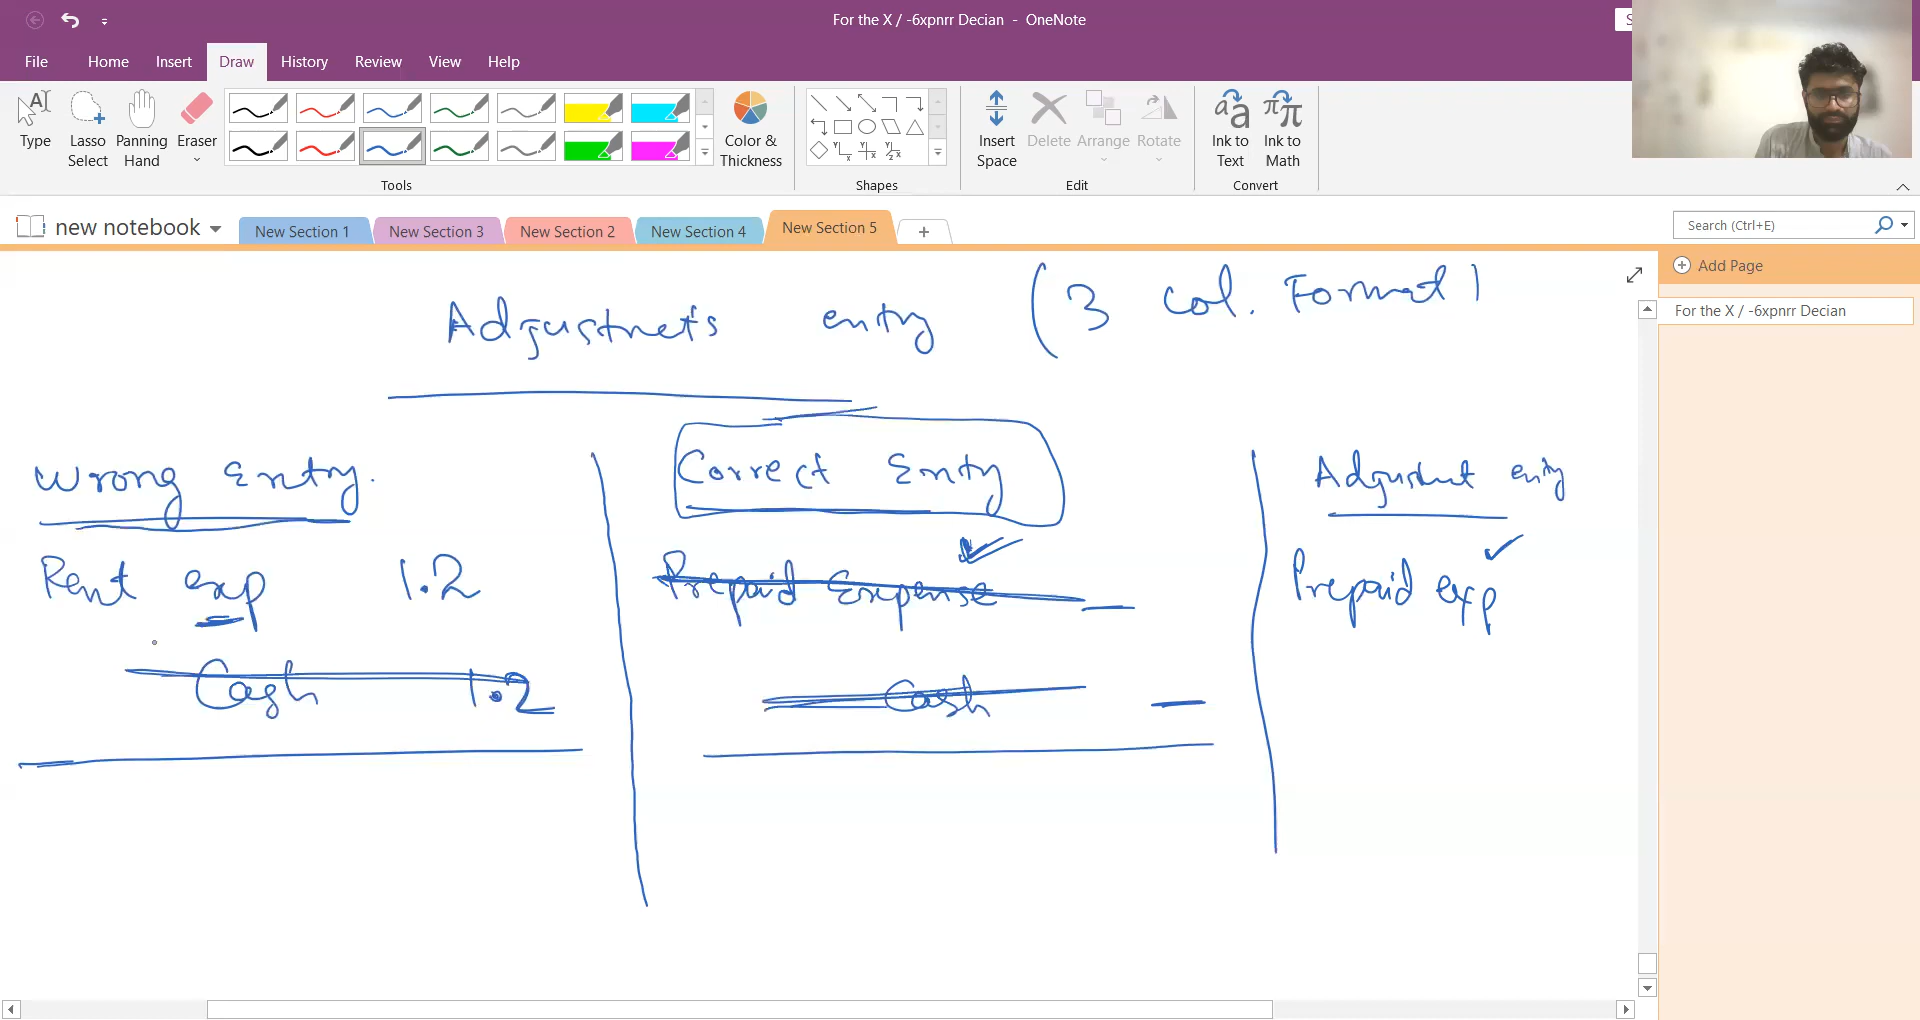 For the X / -6xpnrr Decian - OneNote
File Home Insert Draw History Review View Help
Type
Lasso Select
Panning Hand
Eraser
Color & Thickness
Insert Space
Delete
Arrange
Rotate
Ink to Text
Ink to Math
Tools
Shapes
Edit
Convert
new notebook
New Section 1
New Section 3
New Section 2
New Section 4
New Section 5
+
Search (Ctrl+E)
Add Page
For the X / -6xpnrr Decian
Adjustnets entry (3 col. Format)
Wrong Entry.
Rent exp 1.2
Cash 1.2
Correct Entry
Prepaid Expense —
Cash —
Adjustmt enty
Prepaid exp